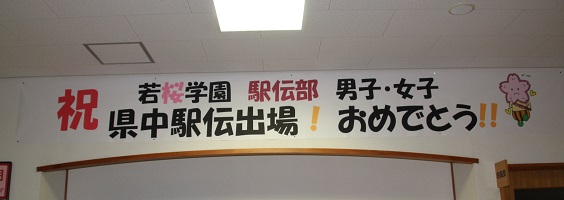 祝
若桜学園 駅伝部 男子・女子
県中駅伝出場！ おめでとう!!